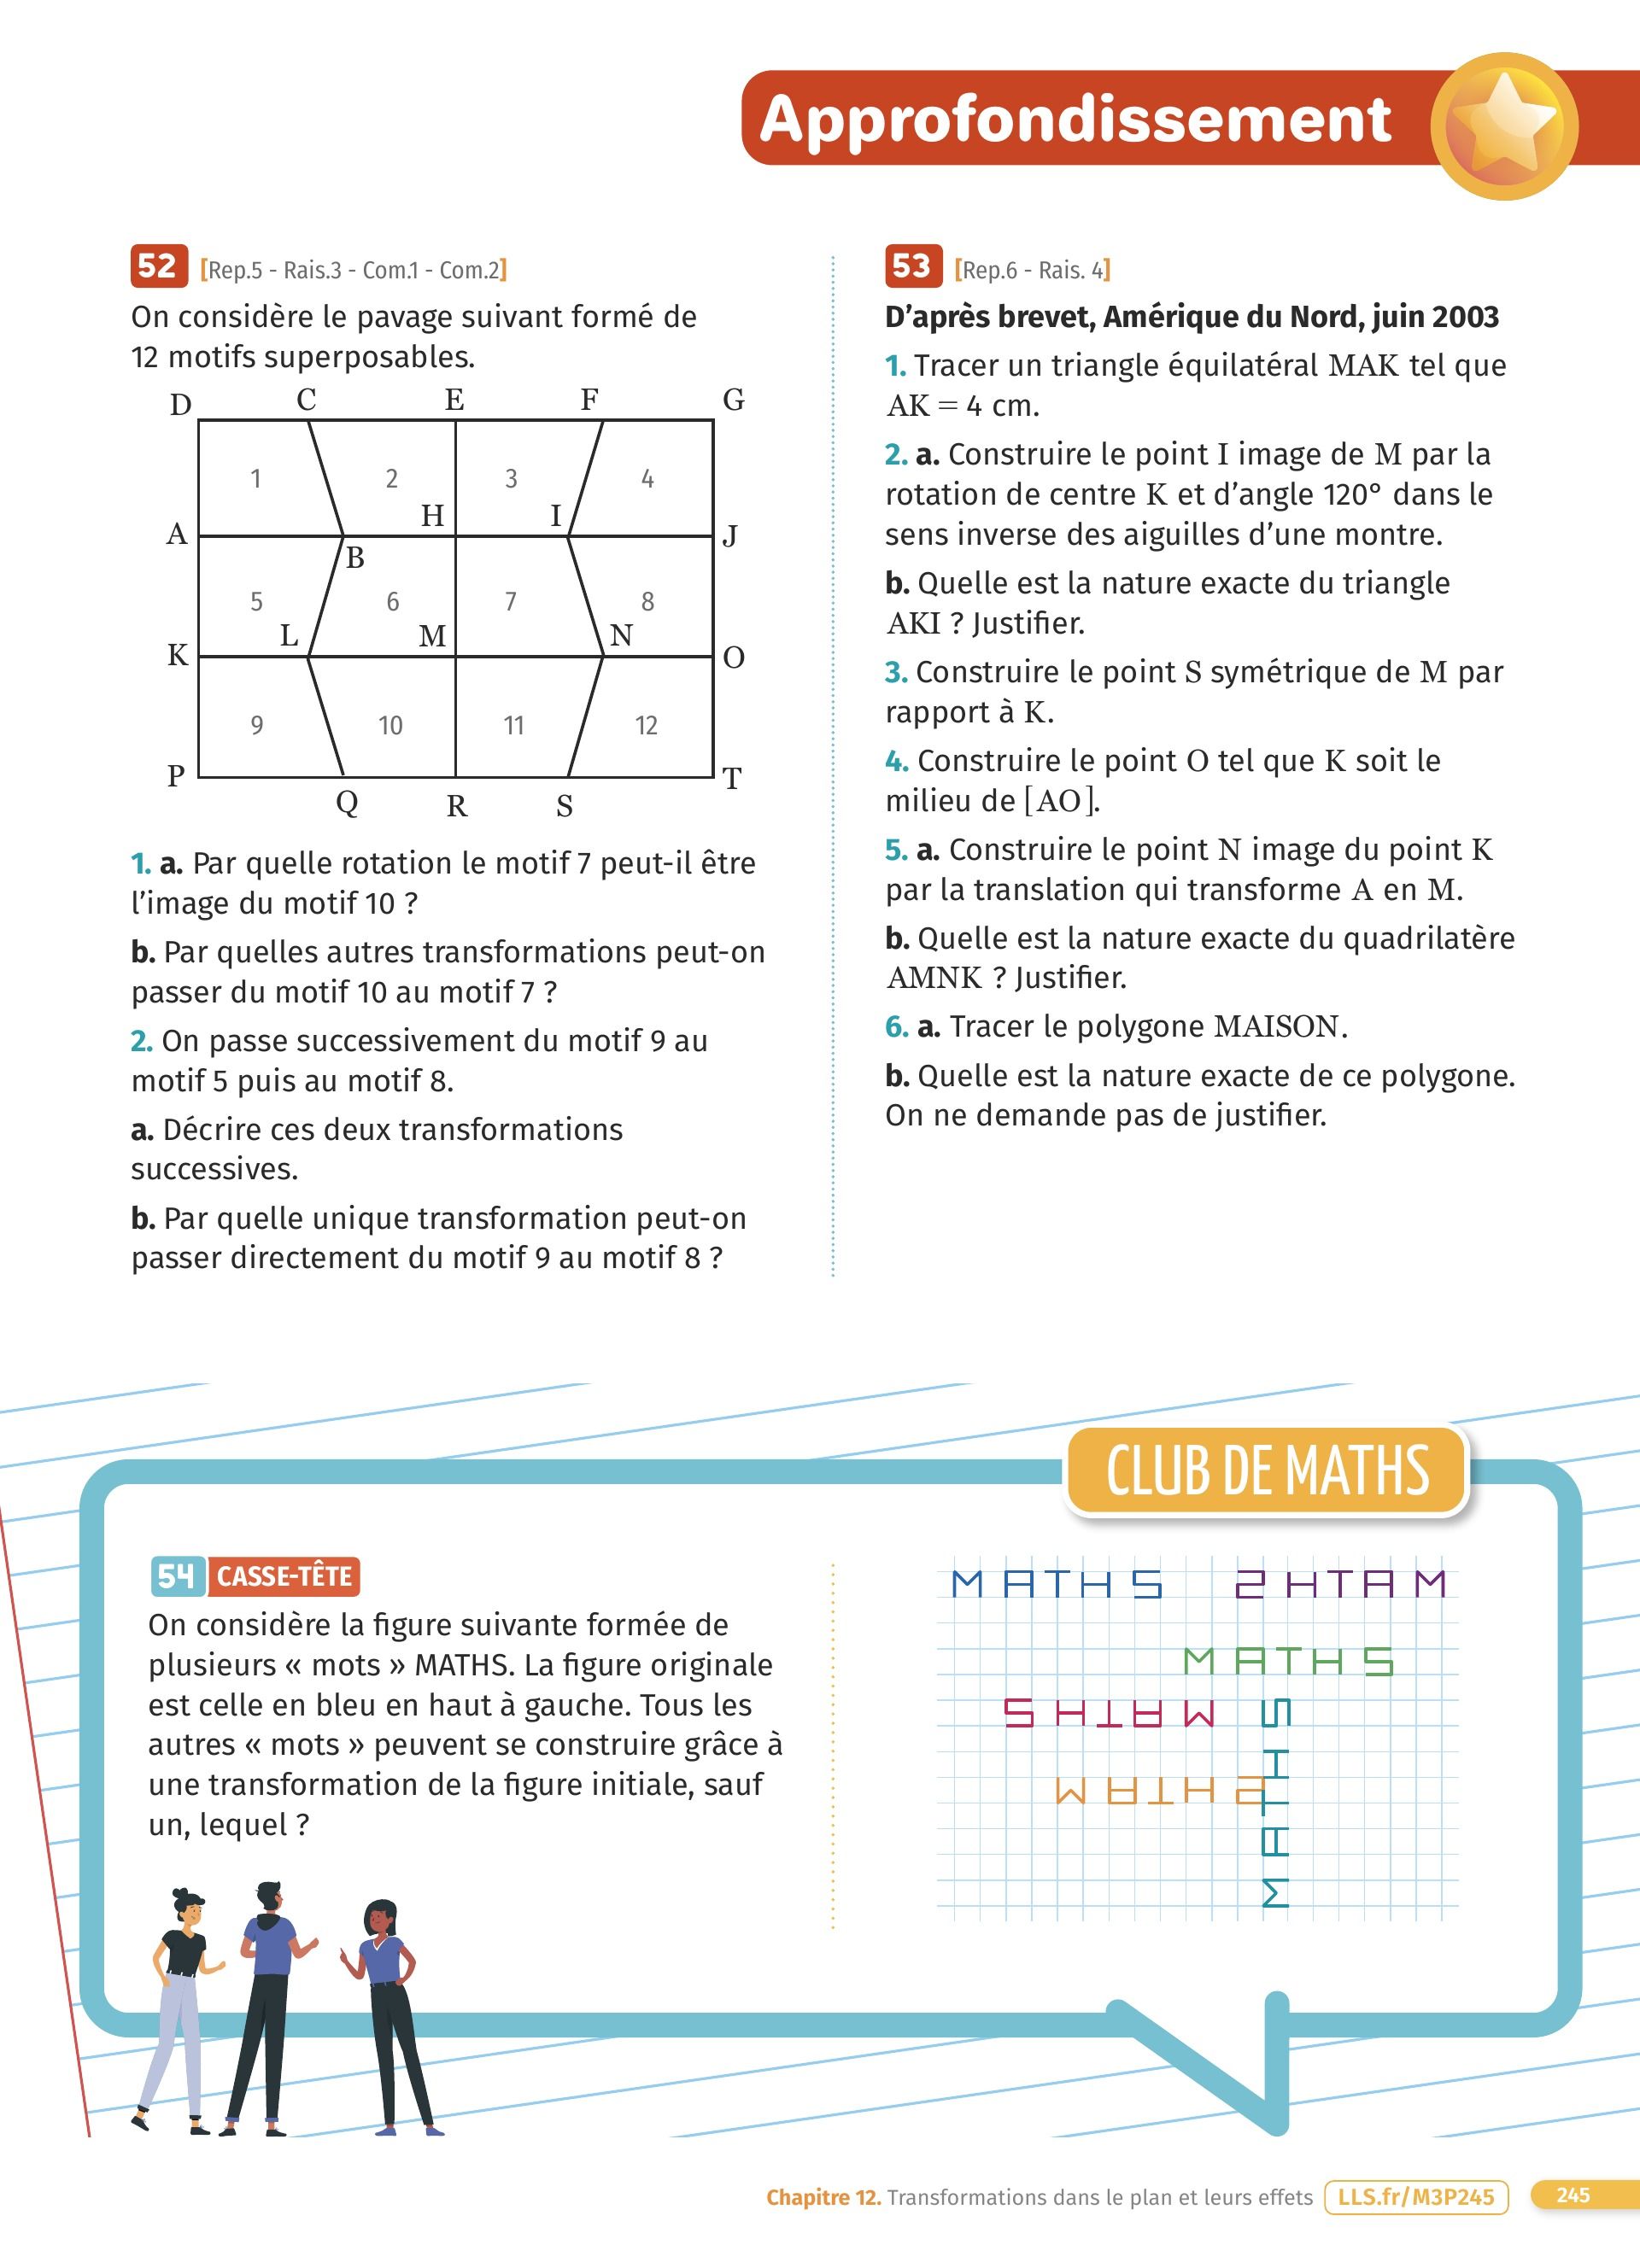 Approfondissement
52 [Rep.5 - Rais.3 - Com.1 - Com.2]
On considère le pavage suivant formé de
12 motifs superposables.
D C E F G
1 2 3 4
H I
A J
B
5 6 7 8
L M N
K O
9 10 11 12
P T
Q R S
1. a. Par quelle rotation le motif 7 peut-il être
l’image du motif 10 ?
b. Par quelles autres transformations peut-on
passer du motif 10 au motif 7 ?
2. On passe successivement du motif 9 au
motif 5 puis au motif 8.
a. Décrire ces deux transformations
successives.
b. Par quelle unique transformation peut-on
passer directement du motif 9 au motif 8 ?
53 [Rep.6 - Rais. 4]
D’après brevet, Amérique du Nord, juin 2003
1. Tracer un triangle équilatéral MAK tel que
AK = 4 cm.
2. a. Construire le point I image de M par la
rotation de centre K et d’angle 120° dans le
sens inverse des aiguilles d’une montre.
b. Quelle est la nature exacte du triangle
AKI ? Justifier.
3. Construire le point S symétrique de M par
rapport à K.
4. Construire le point O tel que K soit le
milieu de [AO].
5. a. Construire le point N image du point K
par la translation qui transforme A en M.
b. Quelle est la nature exacte du quadrilatère
AMNK ? Justifier.
6. a. Tracer le polygone MAISON.
b. Quelle est la nature exacte de ce polygone.
On ne demande pas de justifier.
CLUB DE MATHS
54 CASSE-TÊTE
On considère la figure suivante formée de
plusieurs « mots » MATHS. La figure originale
est celle en bleu en haut à gauche. Tous les
autres « mots » peuvent se construire grâce à
une transformation de la figure initiale, sauf
un, lequel ?
MATHS SHTAM
MATHS
SHTAM
MATHS
MATHS
Chapitre 12. Transformations dans le plan et leurs effets LLS.fr/M3P245 245